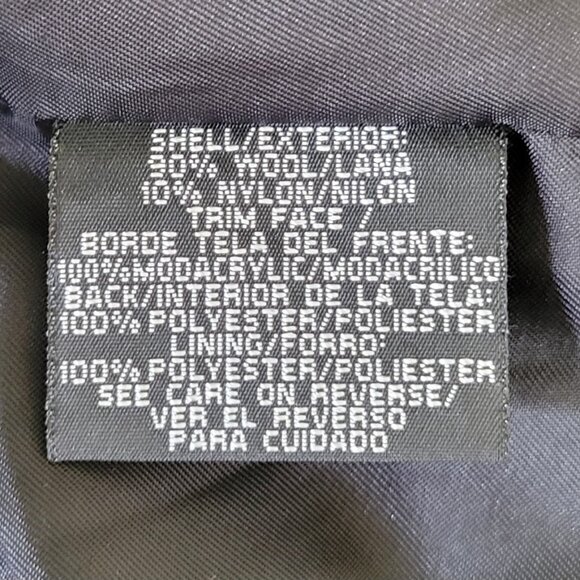 SHELL/EXTERIOR:
90% WOOL/LANA
10% NYLON/NILON
TRIM FACE /
BORDE TELA DEL FRENTE:
100%MODACRYLIC/MODACRILICO
BACK/INTERIOR DE LA TELA:
100%POLYESTER/POLIESTER
LINING/FORRO
100%POLYESTER/POLIESTER
SEE CARE ON REVERSE/
VER EL REVERSO
PARA CUIDADO